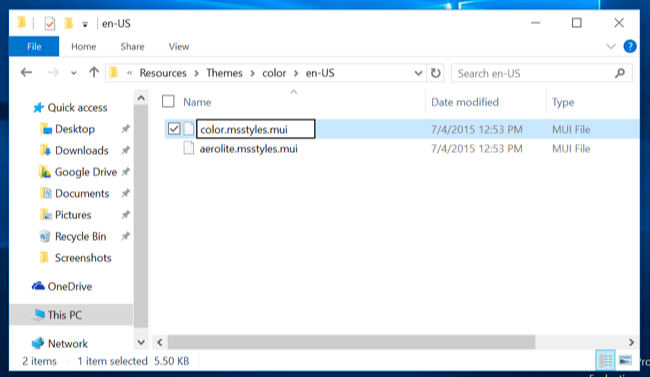 en-US
File Home Share View
« Resources > Themes > color > en-US Search en-US
Name Date modified Type
color.msstyles.mui 7/4/2015 12:53 PM MUI File
aerolite.msstyles.mui 7/4/2015 12:53 PM MUI File
Quick access
Desktop
Downloads
Google Drive
Documents
Pictures
Recycle Bin
Screenshots
OneDrive
This PC
Network
2 items 1 item selected 5.50 KB